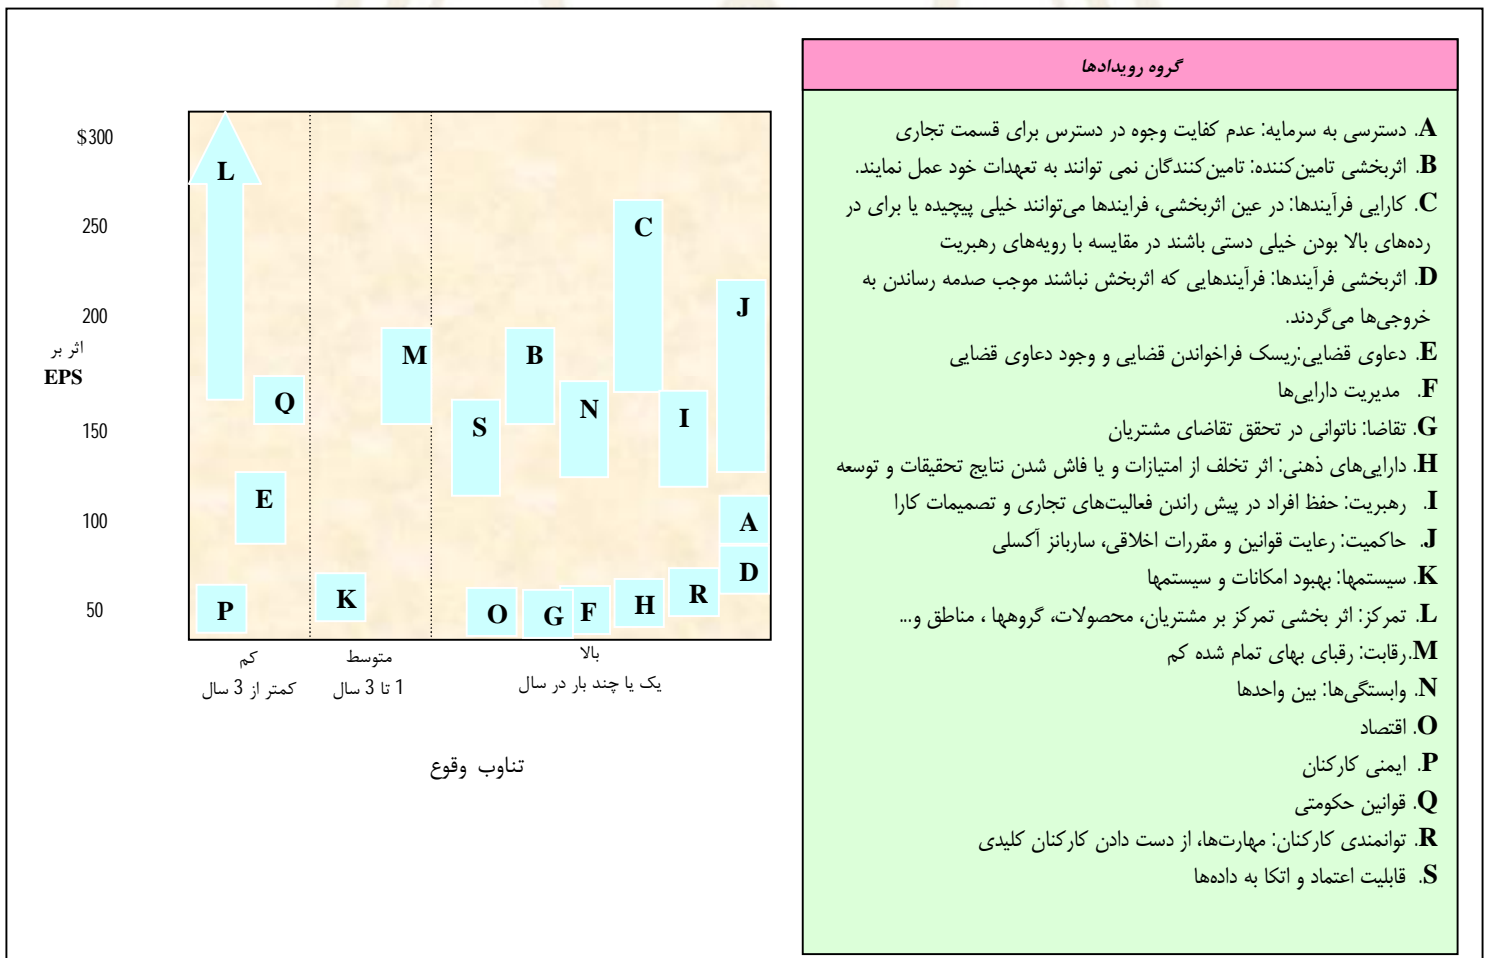 گروه رویدادها
A. دسترسی به سرمایه: عدم کفایت وجوه در دسترس برای قسمت تجاری
B. اثربخشی تامین‌کننده: تامین‌کنندگان نمی توانند به تعهدات خود عمل نمایند.
C. کارایی فرآیندها: در عین اثربخشی، فرایندها می‌توانند خیلی پیچیده یا برای در
رده‌های بالا بودن خیلی دستی باشند در مقایسه با رویه‌های رهبریت
D. اثربخشی فرآیندها: فرآیندهایی که اثربخش نباشند موجب صدمه رساندن به
خروجی‌ها می‌گردند.
E. دعاوی قضایی:ریسک فراخواندن قضایی و وجود دعاوی قضایی
F. مدیریت دارایی‌ها
G. تقاضا: ناتوانی در تحقق تقاضای مشتریان
H. دارایی‌های ذهنی: اثر تخلف از امتیازات و یا فاش شدن نتایج تحقیقات و توسعه
I. رهبریت: حفظ افراد در پیش راندن فعالیت‌های تجاری و تصمیمات کارا
J. حاکمیت: رعایت قوانین و مقررات اخلاقی، ساربانز آکسلی
K. سیستمها: بهبود امکانات و سیستمها
L. تمرکز: اثر بخشی تمرکز بر مشتریان، محصولات، گروهها ، مناطق و...
M.رقابت: رقبای بهای تمام شده کم
N. وابستگی‌ها: بین واحدها
O. اقتصاد
P. ایمنی کارکنان
Q. قوانین حکومتی
R. توانمندی کارکنان: مهارت‌ها، از دست دادن کارکنان کلیدی
S. قابلیت اعتماد و اتکا به داده‌ها
$300
250
200
اثر بر
EPS
150
100
50
L
Q
E
P
M
K
S
B
N
C
I
J
A
D
R
H
F
G
O
کم
کمتر از 3 سال
متوسط
1 تا 3 سال
بالا
یک یا چند بار در سال
تناوب وقوع